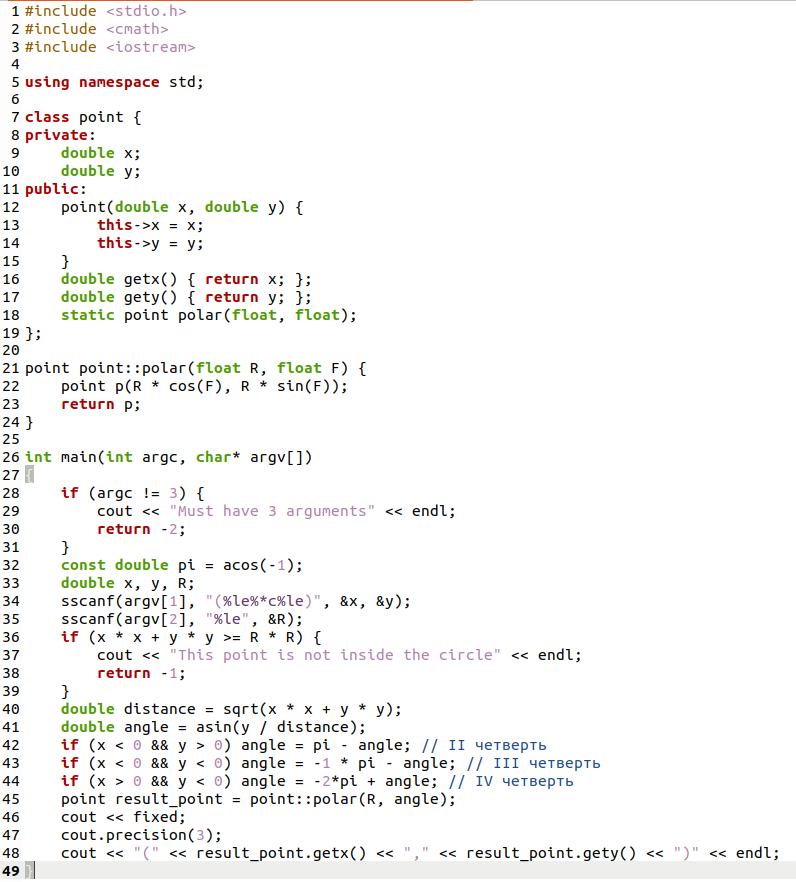 1 #include <stdio.h>
2 #include <cmath>
3 #include <iostream>
4
5 using namespace std;
6
7 class point {
8 private:
9     double x;
10     double y;
11 public:
12     point(double x, double y) {
13         this->x = x;
14         this->y = y;
15     }
16     double getx() { return x; };
17     double gety() { return y; };
18     static point polar(float, float);
19 };
20
21 point point::polar(float R, float F) {
22     point p(R * cos(F), R * sin(F));
23     return p;
24 }
25
26 int main(int argc, char* argv[])
27 {
28     if (argc != 3) {
29         cout << "Must have 3 arguments" << endl;
30         return -2;
31     }
32     const double pi = acos(-1);
33     double x, y, R;
34     sscanf(argv[1], "(%le%*c%le)", &x, &y);
35     sscanf(argv[2], "%le", &R);
36     if (x * x + y * y >= R * R) {
37         cout << "This point is not inside the circle" << endl;
38         return -1;
39     }
40     double distance = sqrt(x * x + y * y);
41     double angle = asin(y / distance);
42     if (x < 0 && y > 0) angle = pi - angle; // II четверть
43     if (x < 0 && y < 0) angle = -1 * pi - angle; // III четверть
44     if (x > 0 && y < 0) angle = -2*pi + angle; // IV четверть
45     point result_point = point::polar(R, angle);
46     cout << fixed;
47     cout.precision(3);
48     cout << "(" << result_point.getx() << "," << result_point.gety() << ")" << endl;
49 }